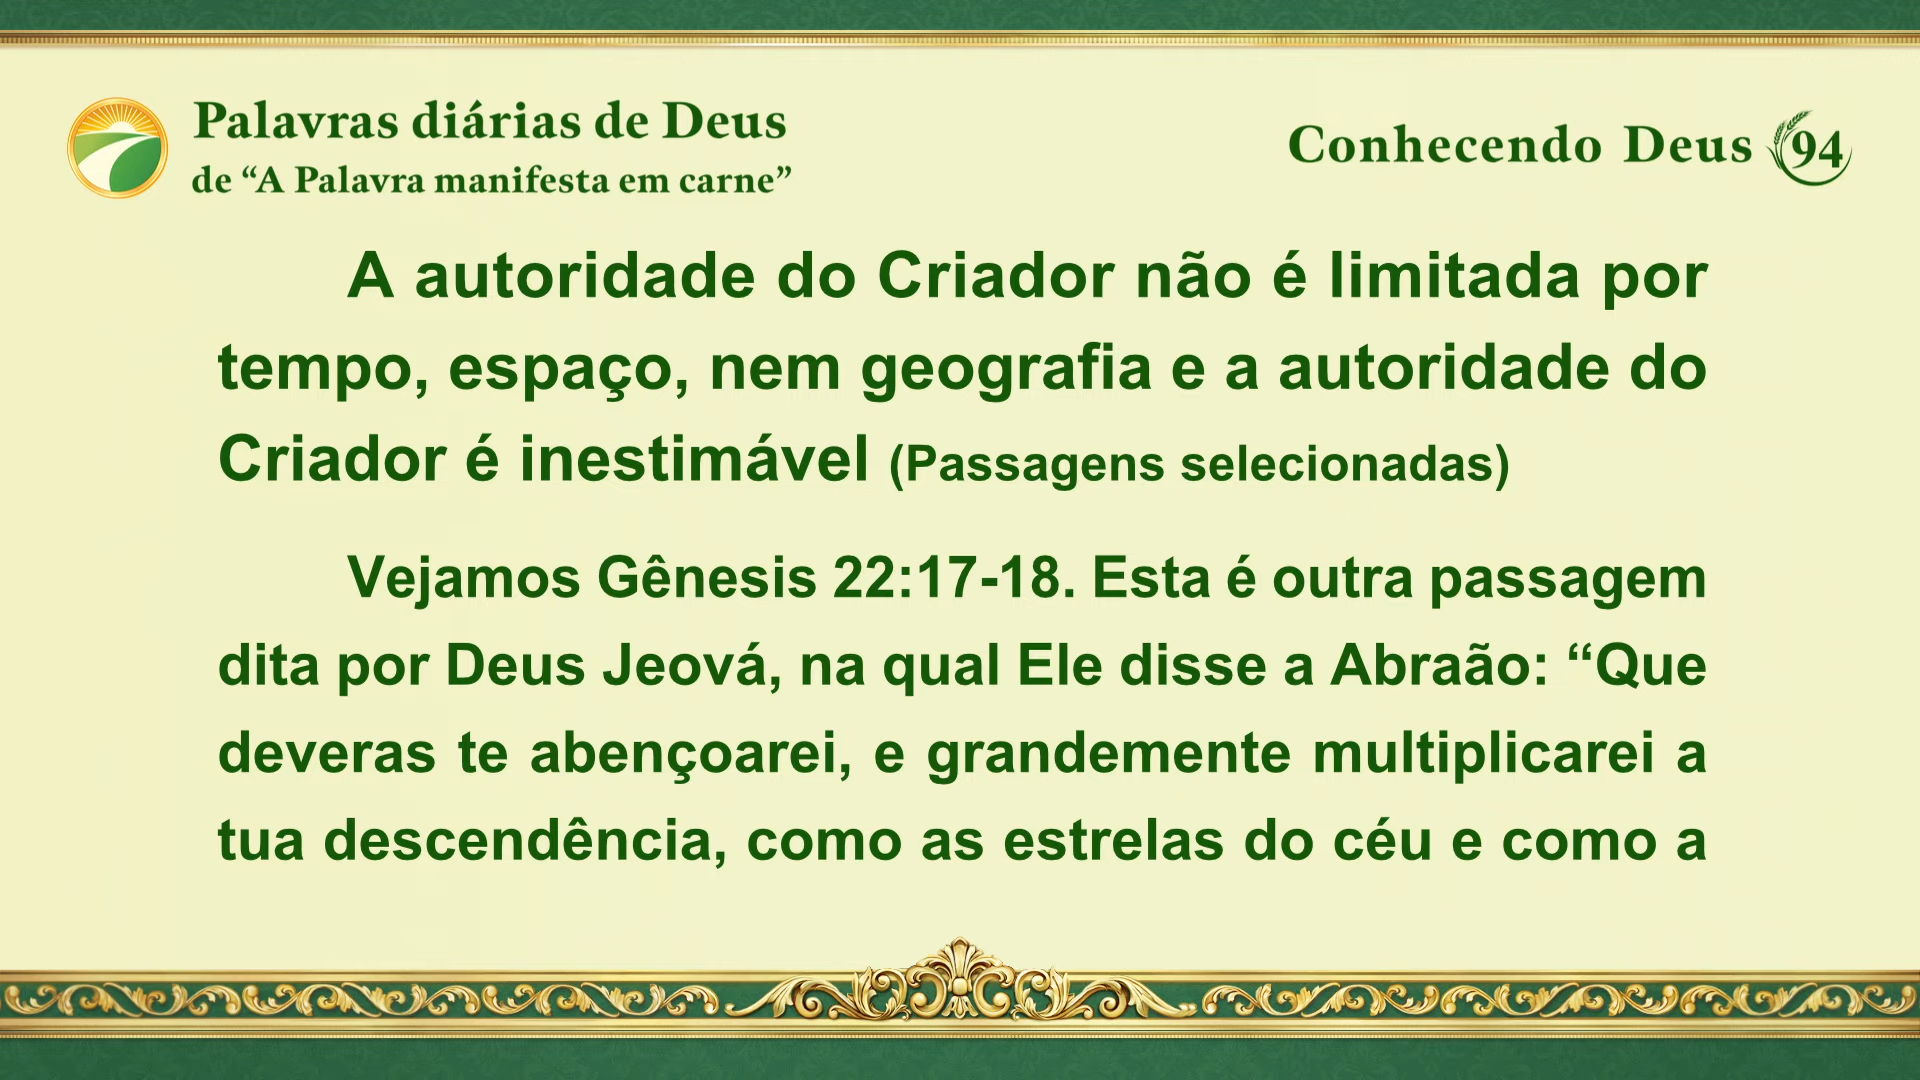 Palavras diárias de Deus
de “A Palavra manifesta em carne”
Conhecendo Deus 94
A autoridade do Criador não é limitada por
tempo, espaço, nem geografia e a autoridade do
Criador é inestimável (Passagens selecionadas)
Vejamos Gênesis 22:17-18. Esta é outra passagem
dita por Deus Jeová, na qual Ele disse a Abraão: “Que
deveras te abençoarei, e grandemente multiplicarei a
tua descendência, como as estrelas do céu e como a